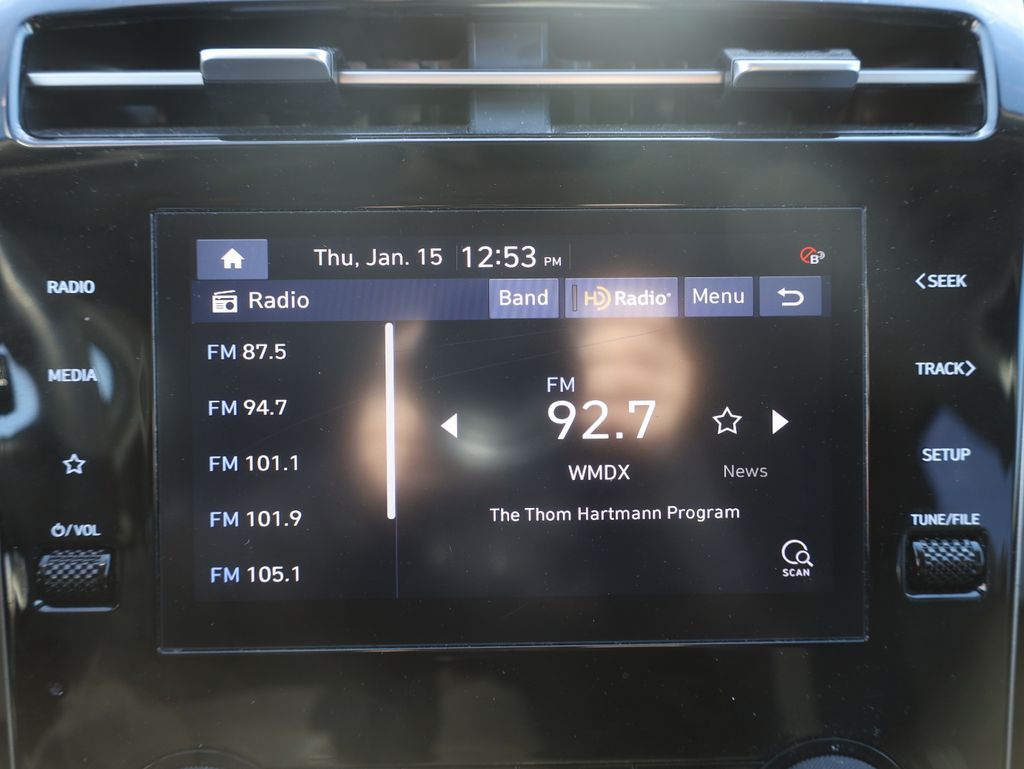 Thu, Jan. 15 12:53 PM
B
Radio
Band
HD Radio
Menu
RADIO
MEDIA
⏻/VOL
FM 87.5
FM 94.7
FM 101.1
FM 101.9
FM 105.1
FM
92.7
WMDX
News
The Thom Hartmann Program
SCAN
<SEEK
TRACK>
SETUP
TUNE/FILE